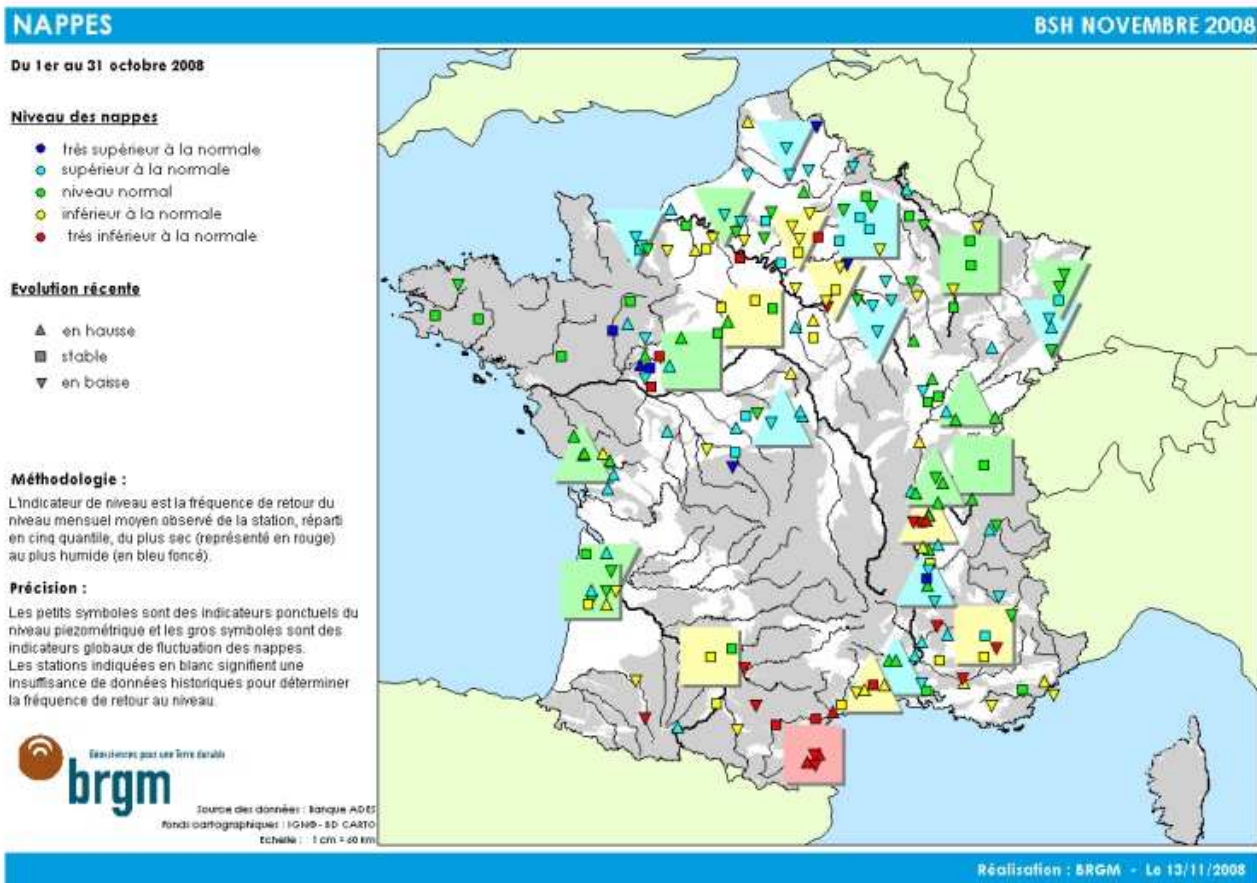 NAPPES
BSH NOVEMBRE 2008
Du 1er au 31 octobre 2008
Niveau des nappes
très supérieur à la normale
supérieur à la normale
niveau normal
inférieur à la normale
très inférieur à la normale
Evolution récente
en hausse
stable
en baisse
Méthodologie :
L'indicateur de niveau est la fréquence de retour du
niveau mensuel moyen observé de la station, réparti
en cinq quantile, du plus sec (représenté en rouge)
au plus humide (en bleu foncé).
Précision :
Les petits symboles sont des indicateurs ponctuels du
niveau piezométrique et les gros symboles sont des
indicateurs globaux de fluctuation des nappes.
Les stations indiquées en blanc signifient une
insuffisance de données historiques pour déterminer
la fréquence de retour au niveau.
Géosciences pour une Terre durable
brgm
Source des données : Banque ADES
Fonds cartographiques : IGN® - BD CARTO
Echelle : 1 cm = 60 km
Réalisation : BRGM - Le 13/11/2008